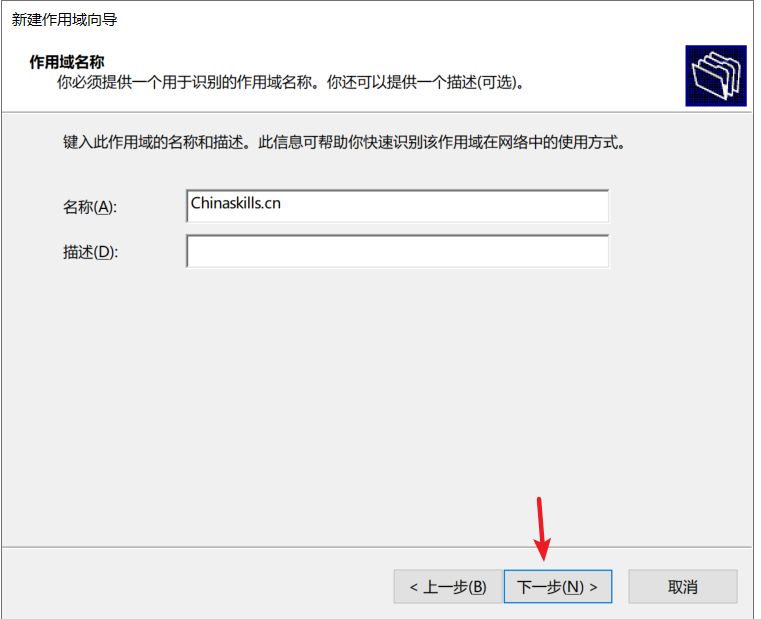 新建作用域向导
作用域名称
你必须提供一个用于识别的作用域名称。你还可以提供一个描述(可选)。
键入此作用域的名称和描述。此信息可帮助你快速识别该作用域在网络中的使用方式。
名称(A): Chinaskills.cn
描述(D):
< 上一步(B) 下一步(N) > 取消